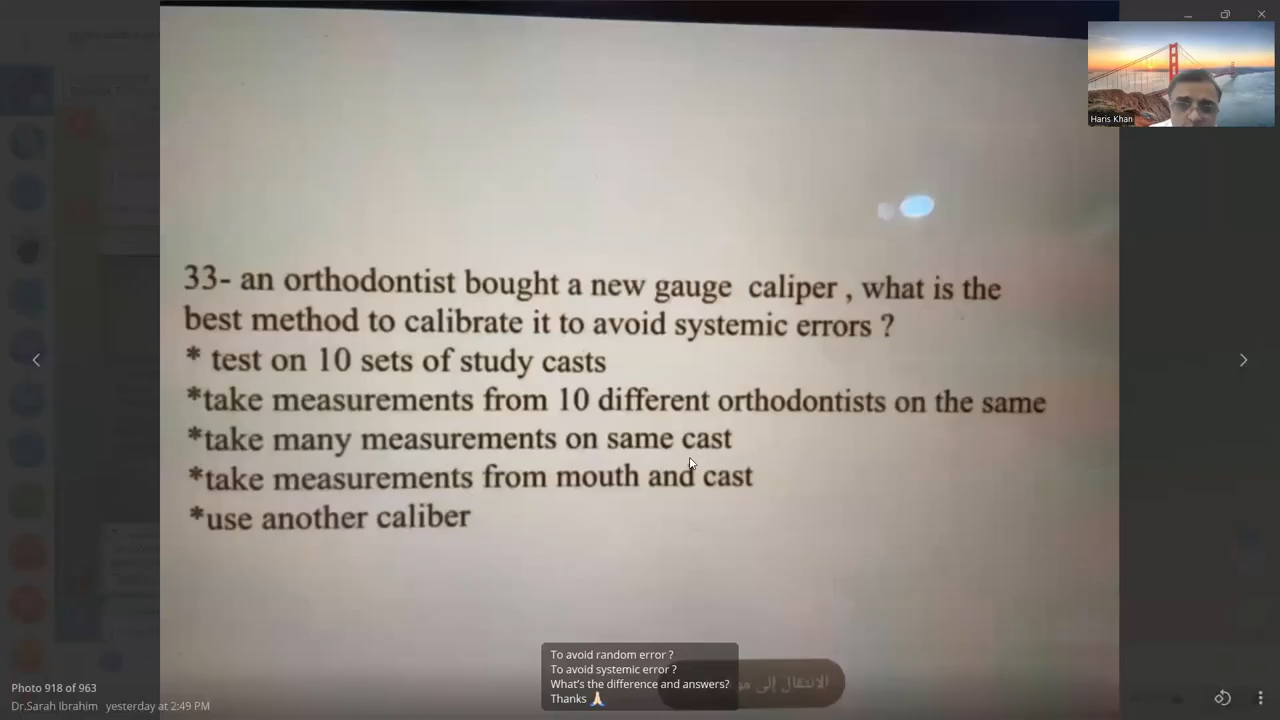 Haris Khan
33- an orthodontist bought a new gauge caliper , what is the
best method to calibrate it to avoid systemic errors ?
* test on 10 sets of study casts
*take measurements from 10 different orthodontists on the same
*take many measurements on same cast
*take measurements from mouth and cast
*use another caliber
To avoid random error ?
To avoid systemic error ?
What's the difference and answers?
Thanks 🙏🏻
الانتقال إلى
Photo 918 of 963
Dr.Sarah Ibrahim yesterday at 2:49 PM